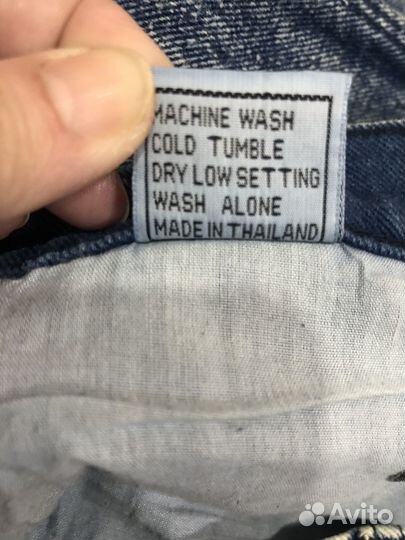 MACHINE WASH
COLD TUMBLE
DRY LOW SETTING
WASH ALONE
MADE IN THAILAND
Avito